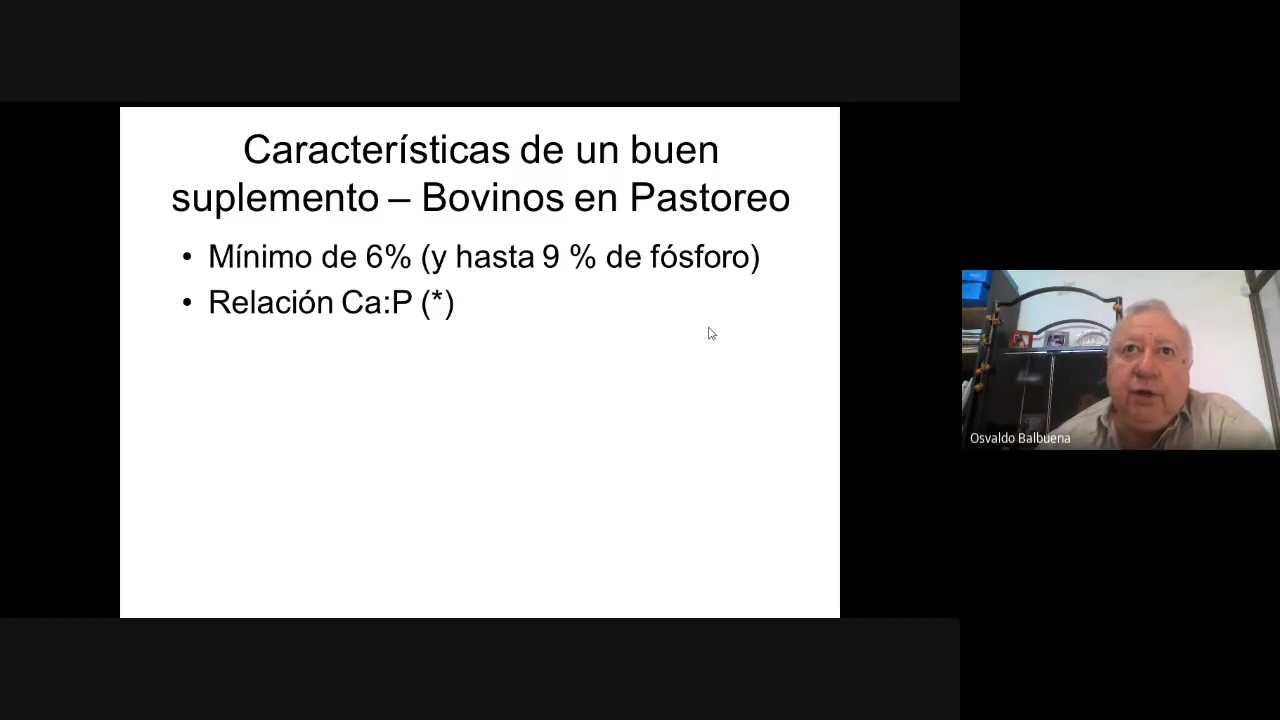 Características de un buen
suplemento – Bovinos en Pastoreo
• Mínimo de 6% (y hasta 9 % de fósforo)
• Relación Ca:P (*)
Osvaldo Balbuena